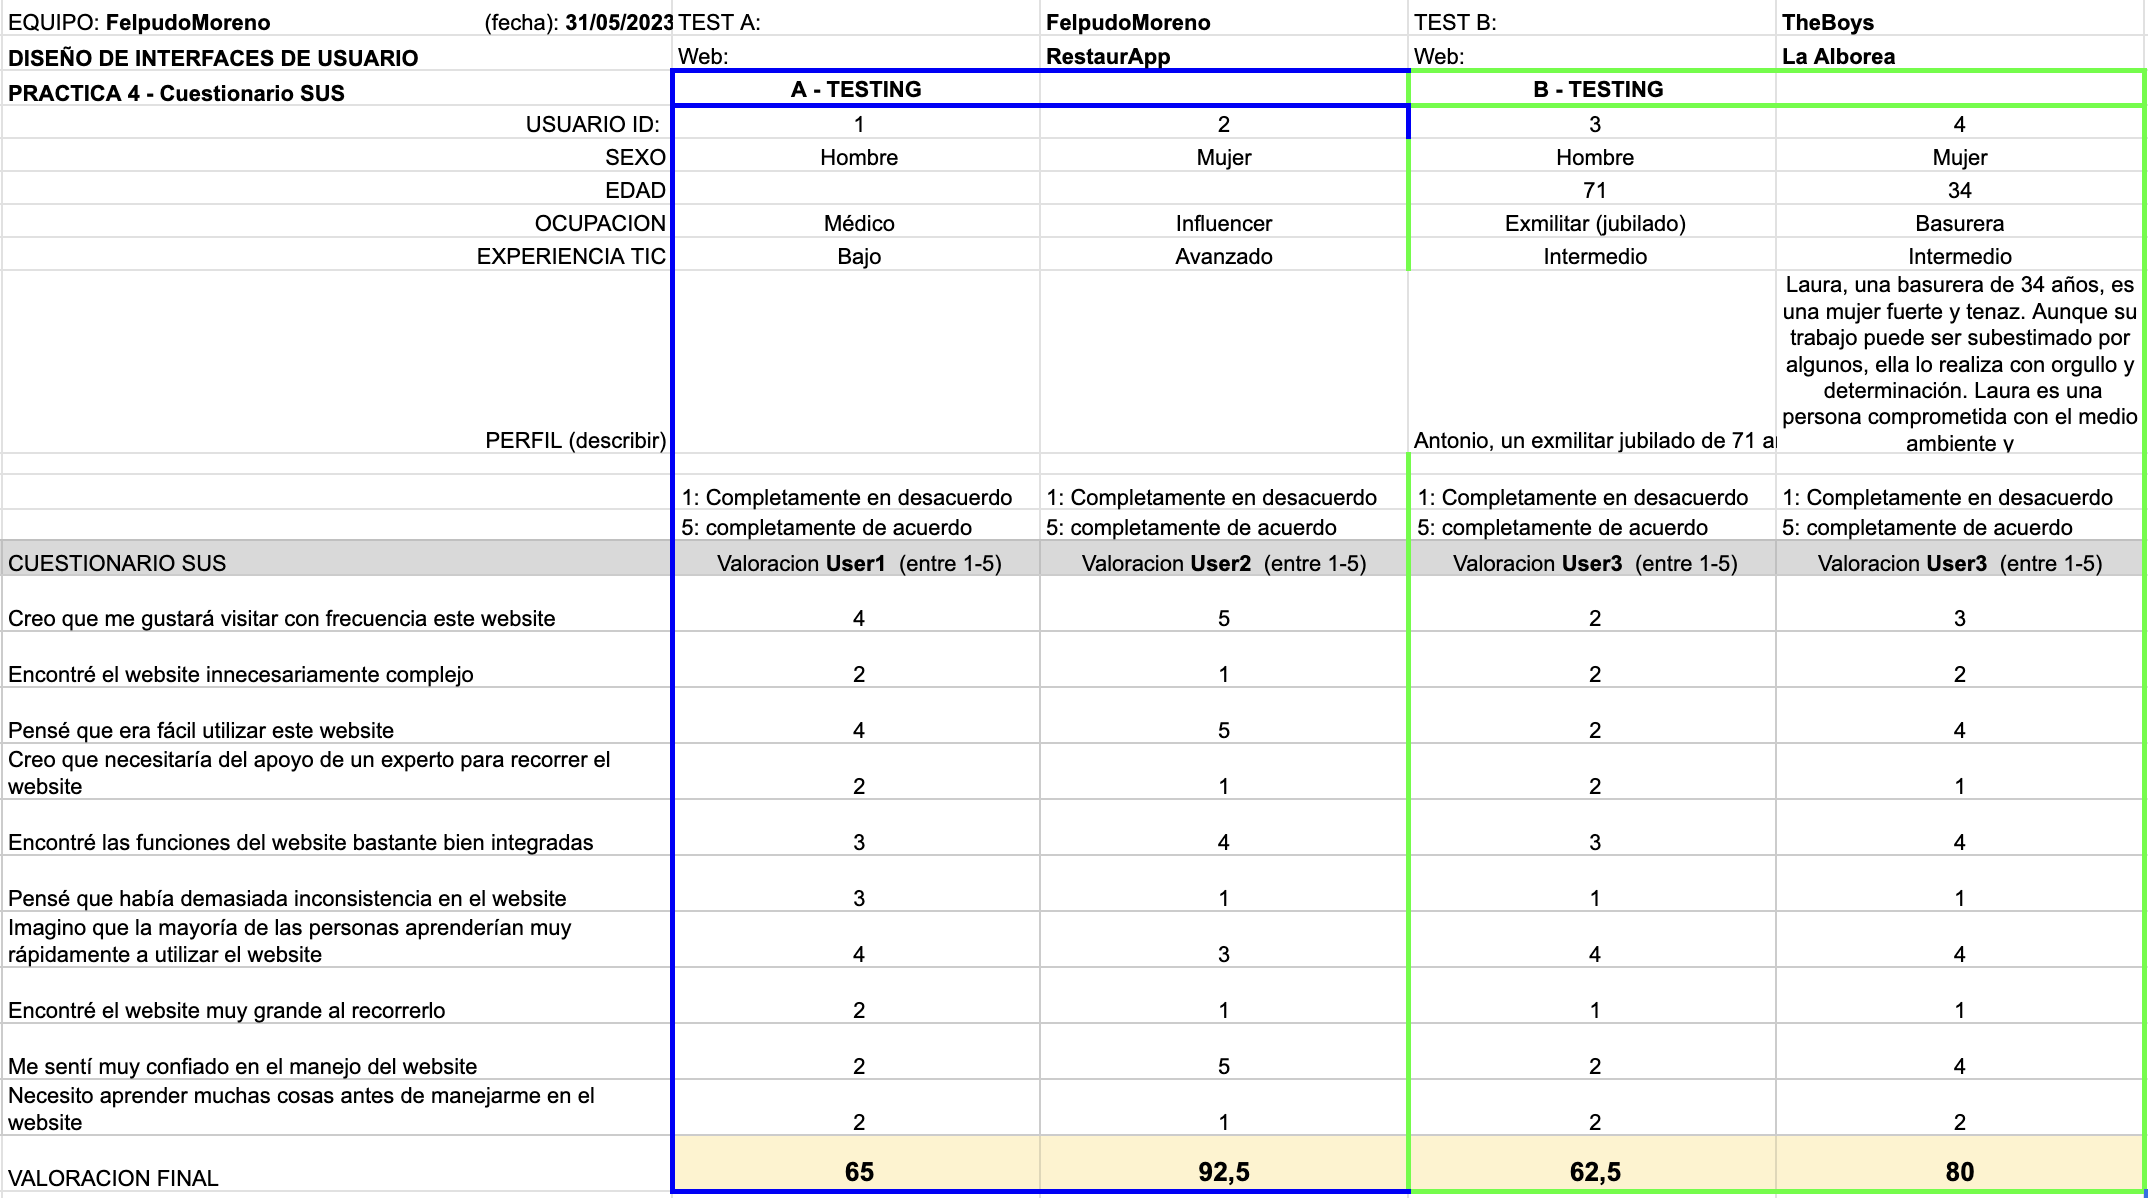 EQUIPO: FelpudoMoreno (fecha): 31/05/2023 TEST A: FelpudoMoreno TEST B: TheBoys
DISEÑO DE INTERFACES DE USUARIO Web: RestaurApp Web: La Alborea
PRACTICA 4 - Cuestionario SUS A - TESTING B - TESTING
USUARIO ID: 1 2 3 4
SEXO Hombre Mujer Hombre Mujer
EDAD 71 34
OCUPACION Médico Influencer Exmilitar (jubilado) Basurera
EXPERIENCIA TIC Bajo Avanzado Intermedio Intermedio
Laura, una basurera de 34 años, es
una mujer fuerte y tenaz. Aunque su
trabajo puede ser subestimado por
algunos, ella lo realiza con orgullo y
determinación. Laura es una
persona comprometida con el medio
PERFIL (describir) Antonio, un exmilitar jubilado de 71 ambiente y
1: Completamente en desacuerdo 1: Completamente en desacuerdo 1: Completamente en desacuerdo 1: Completamente en desacuerdo
5: completamente de acuerdo 5: completamente de acuerdo 5: completamente de acuerdo 5: completamente de acuerdo
CUESTIONARIO SUS Valoracion User1 (entre 1-5) Valoracion User2 (entre 1-5) Valoracion User3 (entre 1-5) Valoracion User3 (entre 1-5)
Creo que me gustará visitar con frecuencia este website 4 5 2 3
Encontré el website innecesariamente complejo 2 1 2 2
Pensé que era fácil utilizar este website 4 5 2 4
Creo que necesitaría del apoyo de un experto para recorrer el
website 2 1 2 1
Encontré las funciones del website bastante bien integradas 3 4 3 4
Pensé que había demasiada inconsistencia en el website 3 1 1 1
Imagino que la mayoría de las personas aprenderían muy
rápidamente a utilizar el website 4 3 4 4
Encontré el website muy grande al recorrerlo 2 1 1 1
Me sentí muy confiado en el manejo del website 2 5 2 4
Necesito aprender muchas cosas antes de manejarme en el
website 2 1 2 2
VALORACION FINAL 65 92,5 62,5 80